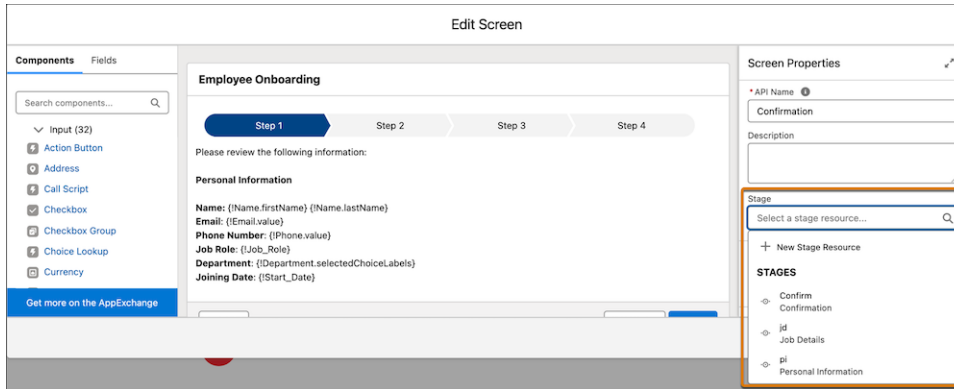 Edit Screen
Components Fields
Search components...
Input (32)
Action Button
Address
Call Script
Checkbox
Checkbox Group
Choice Lookup
Currency
Get more on the AppExchange
Employee Onboarding
Step 1 Step 2 Step 3 Step 4
Please review the following information:
Personal Information
Name: {!Name.firstName} {!Name.lastName}
Email: {!Email.value}
Phone Number: {!Phone.value}
Job Role: {!Job_Role}
Department: {!Department.selectedChoiceLabels}
Joining Date: {!Start_Date}
Screen Properties
* API Name
Confirmation
Description
Stage
Select a stage resource...
+ New Stage Resource
STAGES
Confirm
Confirmation
jd
Job Details
pi
Personal Information